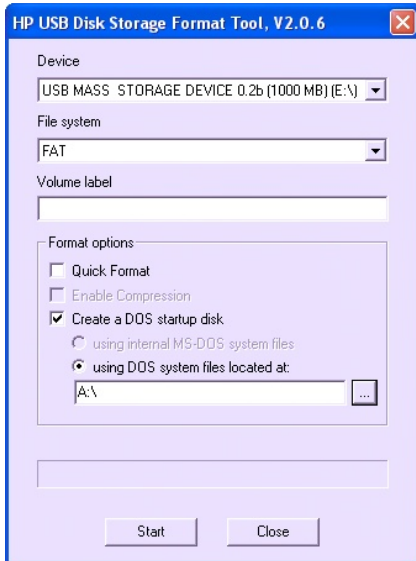 HP USB Disk Storage Format Tool, V2.0.6
Device
USB MASS  STORAGE DEVICE 0.2b (1000 MB) (E:\)
File system
FAT
Volume label
Format options
Quick Format
Enable Compression
Create a DOS startup disk
using internal MS-DOS system files
using DOS system files located at:
A:\
...
Start
Close